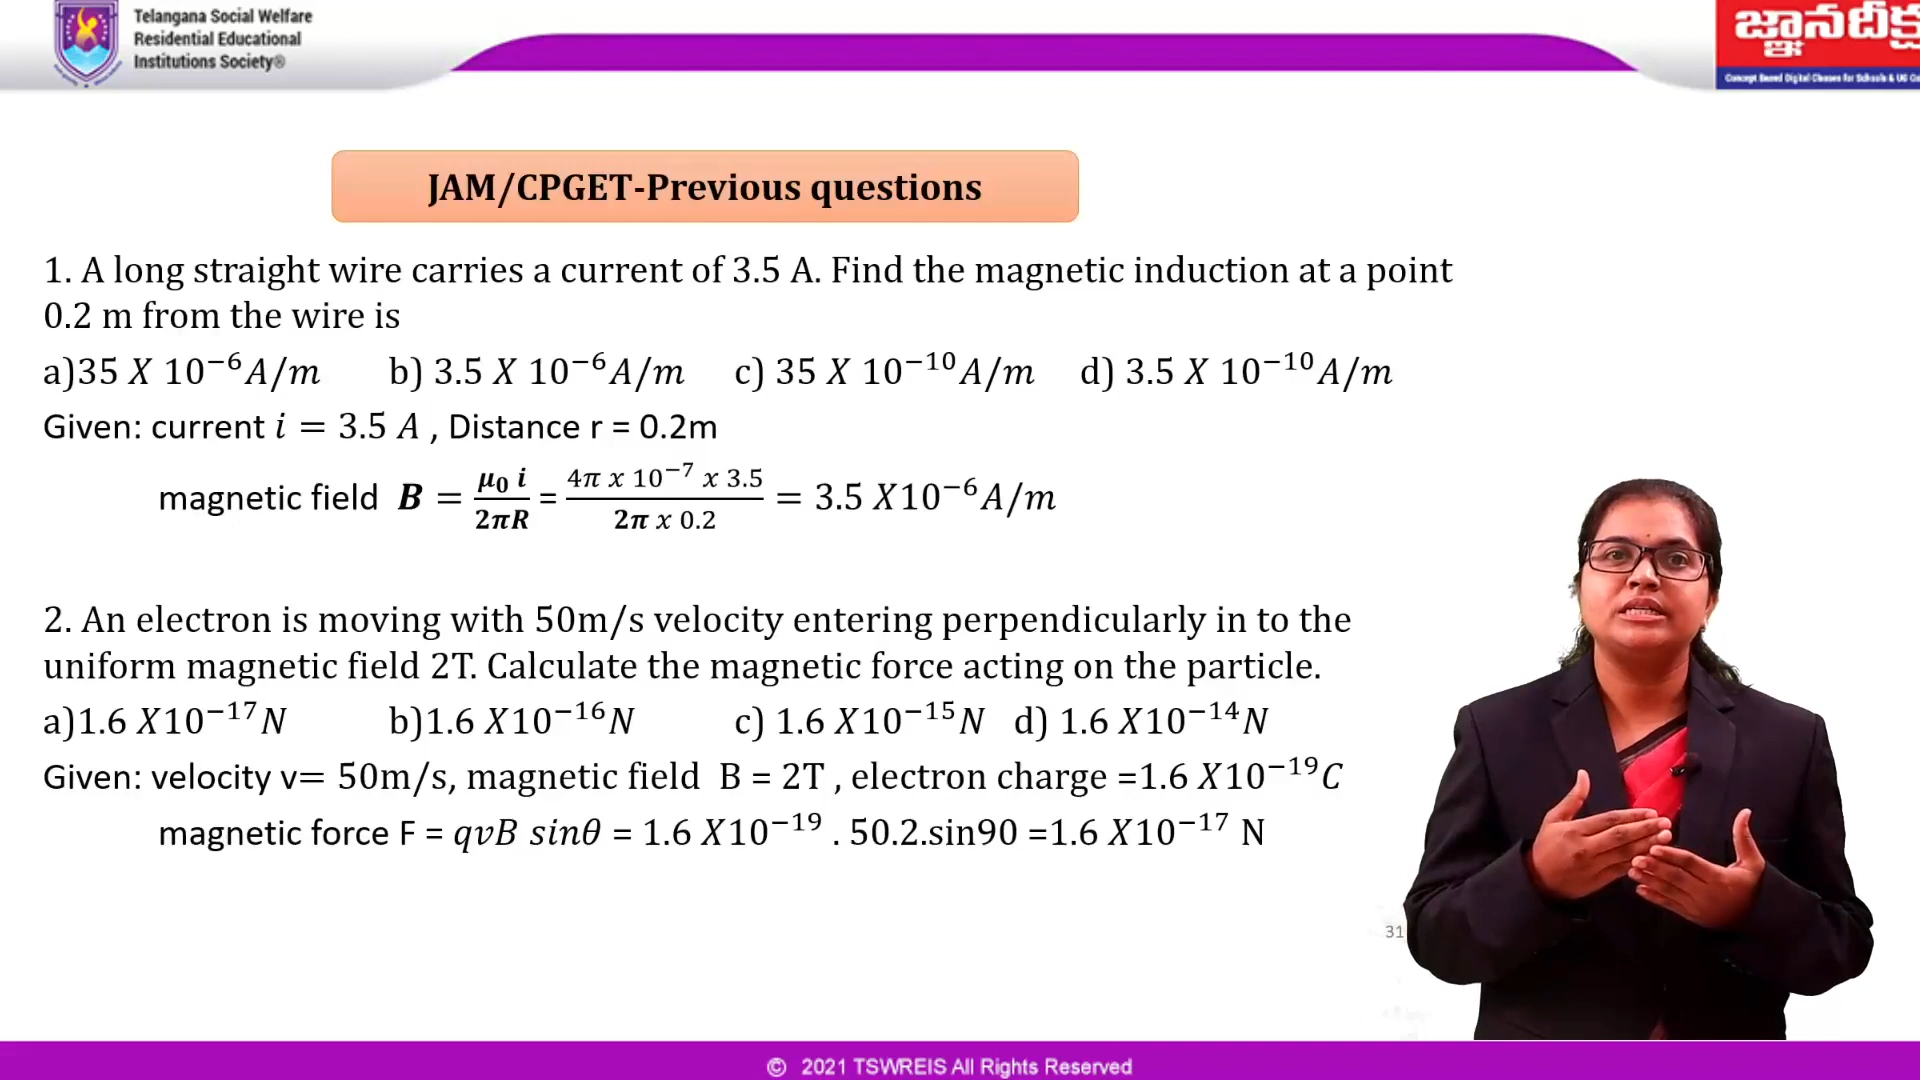 Telangana Social Welfare
Residential Educational
Institutions Society®
జ్ఞానదీక్ష
Concept Based Digital Classes for Schools & UG
JAM/CPGET-Previous questions
1. A long straight wire carries a current of 3.5 A. Find the magnetic induction at a point
0.2 m from the wire is
a)35 X 10⁻⁶A/m b) 3.5 X 10⁻⁶A/m c) 35 X 10⁻¹⁰A/m d) 3.5 X 10⁻¹⁰A/m
Given: current i = 3.5 A , Distance r = 0.2m
magnetic field B = μ₀ i / 2πR = 4π x 10⁻⁷ x 3.5 / 2π x 0.2 = 3.5 X10⁻⁶A/m
2. An electron is moving with 50m/s velocity entering perpendicularly in to the
uniform magnetic field 2T. Calculate the magnetic force acting on the particle.
a)1.6 X10⁻¹⁷N b)1.6 X10⁻¹⁶N c) 1.6 X10⁻¹⁵N d) 1.6 X10⁻¹⁴N
Given: velocity v= 50m/s, magnetic field B = 2T , electron charge =1.6 X10⁻¹⁹C
magnetic force F = qvB sinθ = 1.6 X10⁻¹⁹ . 50.2.sin90 =1.6 X10⁻¹⁷ N
31
© 2021 TSWREIS All Rights Reserved